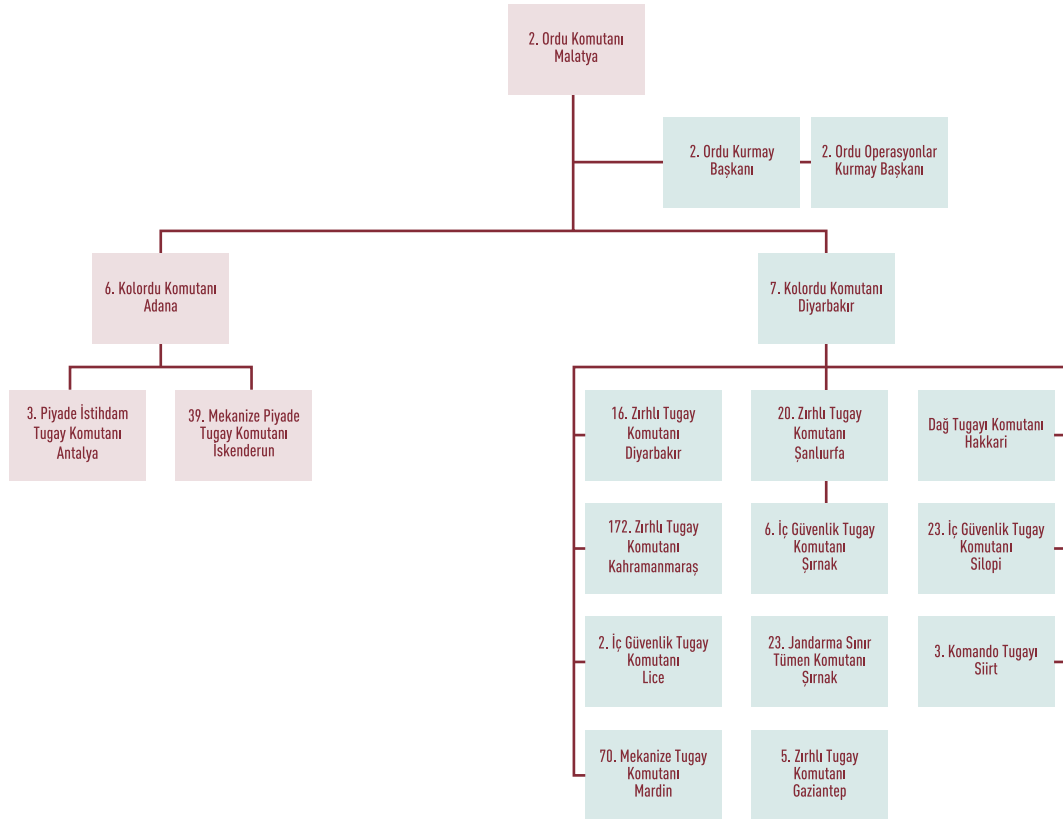 2. Ordu Komutanı
Malatya
2. Ordu Kurmay
Başkanı
2. Ordu Operasyonlar
Kurmay Başkanı
6. Kolordu Komutanı
Adana
7. Kolordu Komutanı
Diyarbakır
3. Piyade İstihdam
Tugay Komutanı
Antalya
39. Mekanize Piyade
Tugay Komutanı
İskenderun
16. Zırhlı Tugay
Komutanı
Diyarbakır
20. Zırhlı Tugay
Komutanı
Şanlıurfa
Dağ Tugayı Komutanı
Hakkari
172. Zırhlı Tugay
Komutanı
Kahramanmaraş
6. İç Güvenlik Tugay
Komutanı
Şırnak
23. İç Güvenlik Tugay
Komutanı
Silopi
2. İç Güvenlik Tugay
Komutanı
Lice
23. Jandarma Sınır
Tümen Komutanı
Şırnak
3. Komando Tugayı
Siirt
70. Mekanize Tugay
Komutanı
Mardin
5. Zırhlı Tugay
Komutanı
Gaziantep